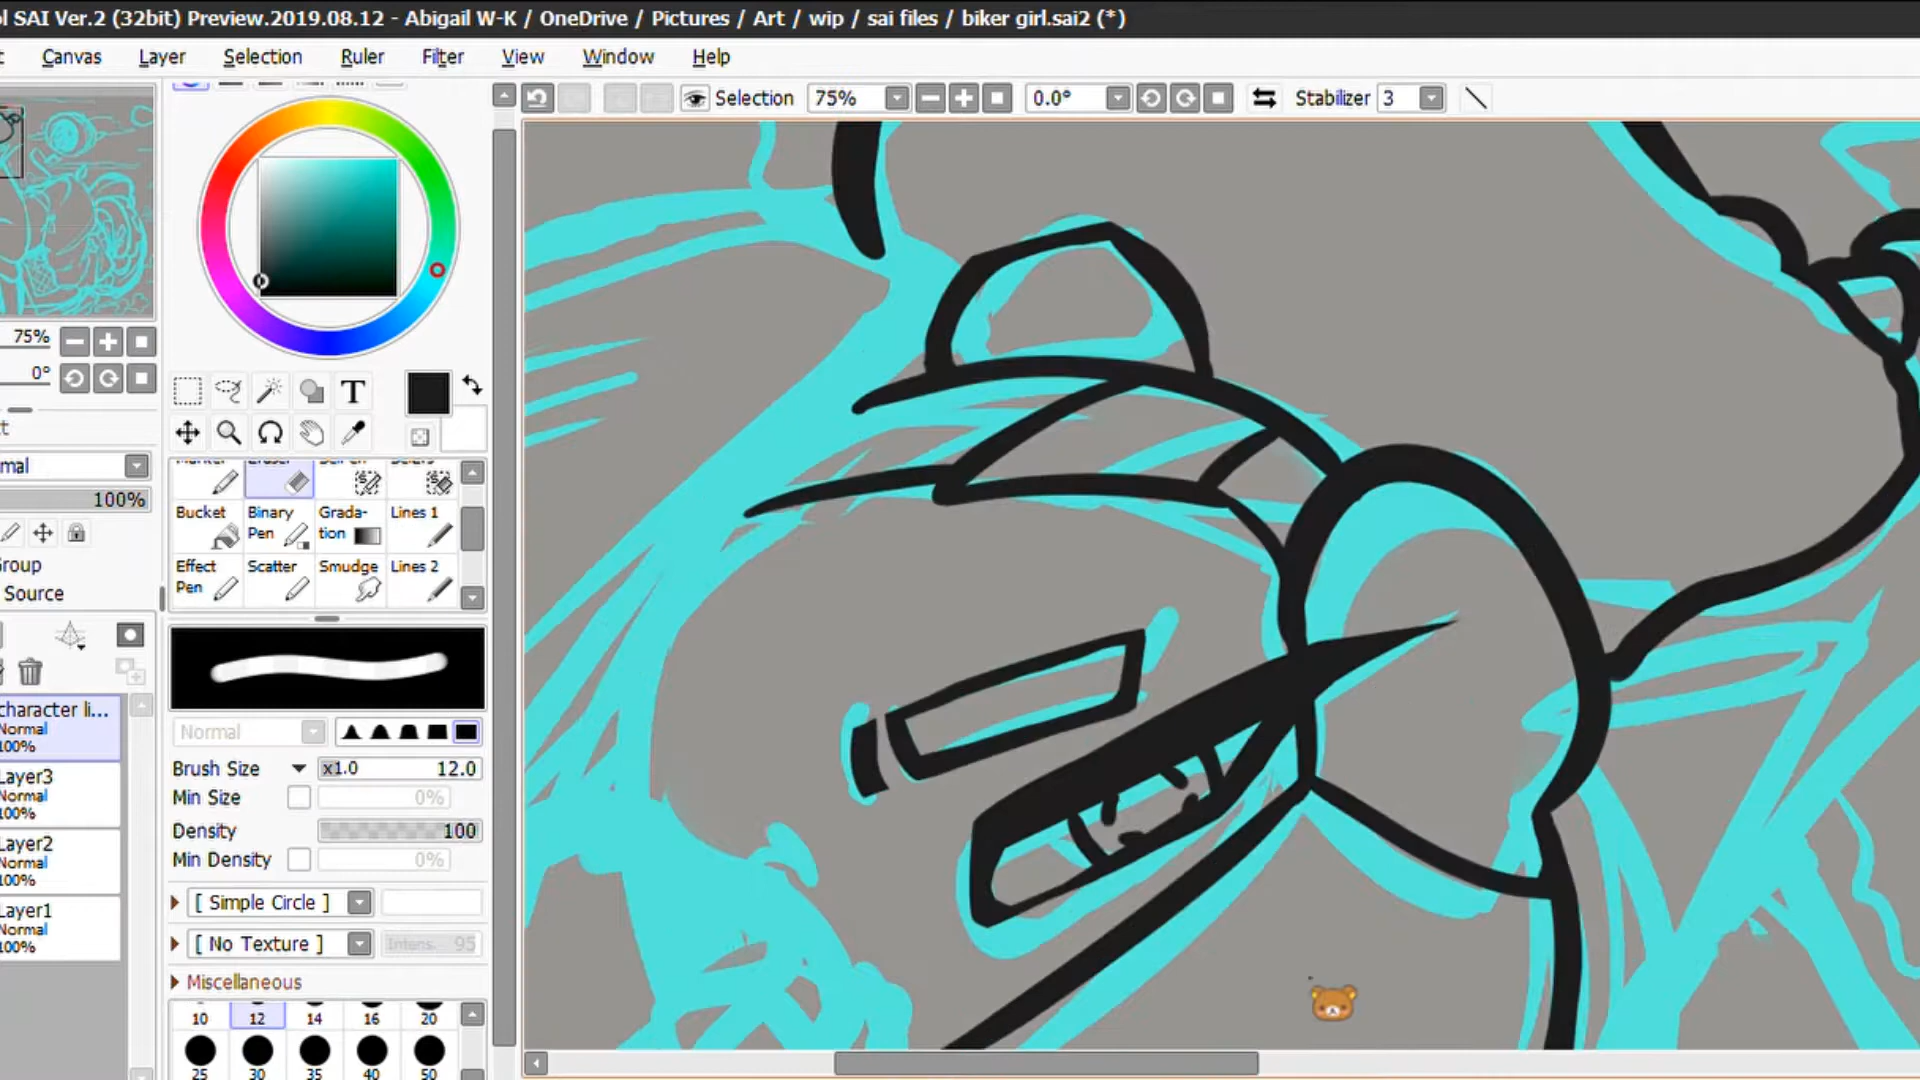 ol SAI Ver.2 (32bit) Preview.2019.08.12 - Abigail W-K / OneDrive / Pictures / Art / wip / sai files / biker girl.sai2 (*)
Canvas Layer Selection Ruler Filter View Window Help
Selection 75% 0.0° Stabilizer 3
75%
0°
T
mal
100%
Eraser
Bucket Binary Pen Grada-tion Lines 1
Effect Pen Scatter Smudge Lines 2
Group
Source
character li...
Normal
100%
Layer3
Normal
100%
Layer2
Normal
100%
Layer1
Normal
100%
Normal
Brush Size x1.0 12.0
Min Size 0%
Density 100
Min Density 0%
[ Simple Circle ]
[ No Texture ] Intens. 95
Miscellaneous
10 12 14 16 20
25 30 35 40 50